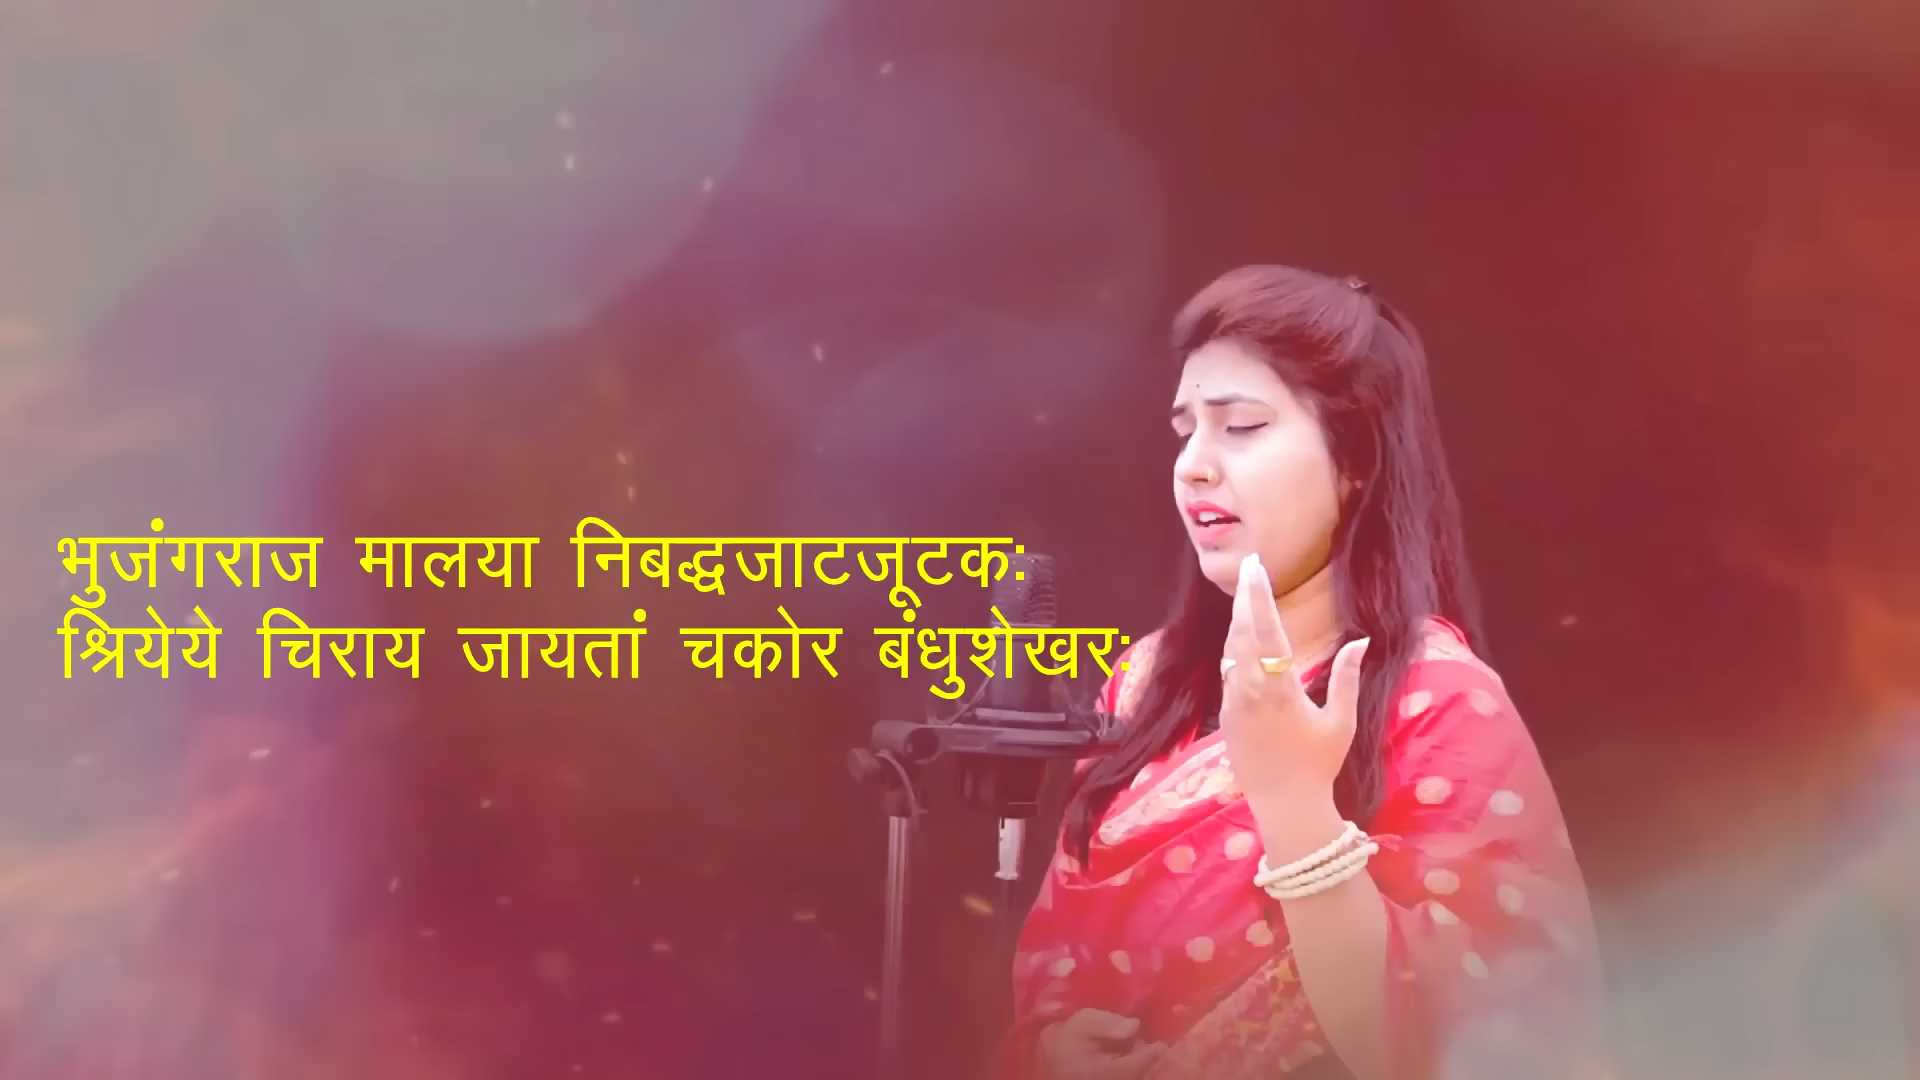 भुजंगराज मालया निबद्धजाटजूटकः
श्रियेये चिराय जायतां चकोर बंधुशेखरः